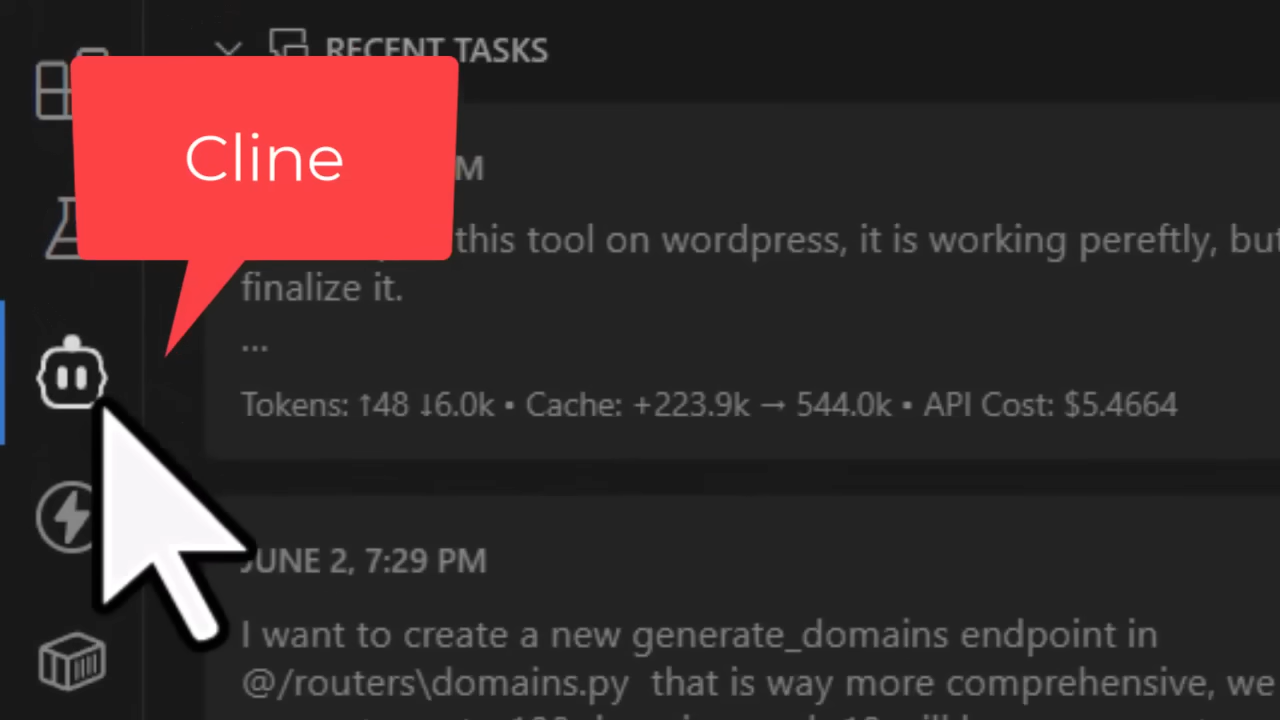 RECENT TASKS
Cline
M
this tool on wordpress, it is working pereftly, but
finalize it.
...
Tokens: ↑48 ↓6.0k • Cache: +223.9k → 544.0k • API Cost: $5.4664
JUNE 2, 7:29 PM
I want to create a new generate_domains endpoint in
@/routers\domains.py that is way more comprehensive, we